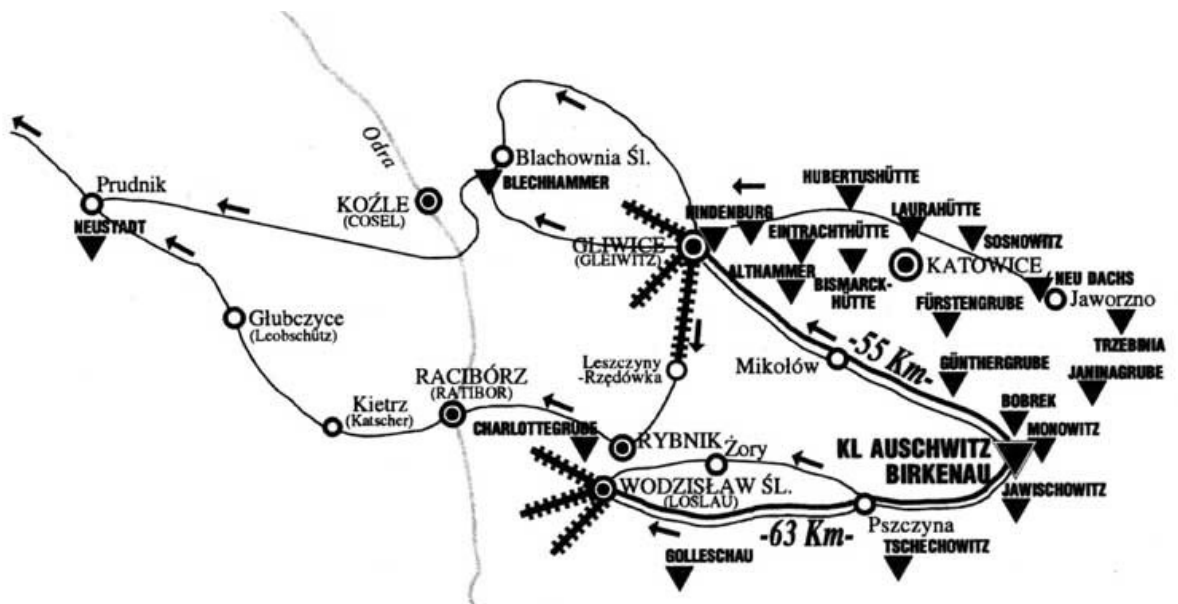 Odra
Blachownia Śl.
BLECHHAMMER
Prudnik
NEUSTADT
KOŹLE
(COSEL)
HUBERTUSHÜTTE
HINDENBURG
LAURAHÜTTE
EINTRACHTHÜTTE
SOSNOWITZ
GLIWICE
(GLEIWITZ)
KATOWICE
ALTHAMMER
BISMARCK-
HÜTTE
NEU DACHS
Jaworzno
FÜRSTENGRUBE
Głubczyce
(Leobschütz)
TRZEBINIA
-55 Km-
Leszczyny
-Rzędówka
Mikołów
GÜNTHERGRUBE
JANINAGRUBE
RACIBÓRZ
(RATIBOR)
Kietrz
(Katscher)
BOBREK
CHARLOTTEGRUBE
MONOWITZ
RYBNIK
Żory
KL AUSCHWITZ
BIRKENAU
WODZISŁAW ŚL.
(LOSLAU)
JAWISCHOWITZ
Pszczyna
-63 Km-
TSCHECHOWITZ
GOLLESCHAU